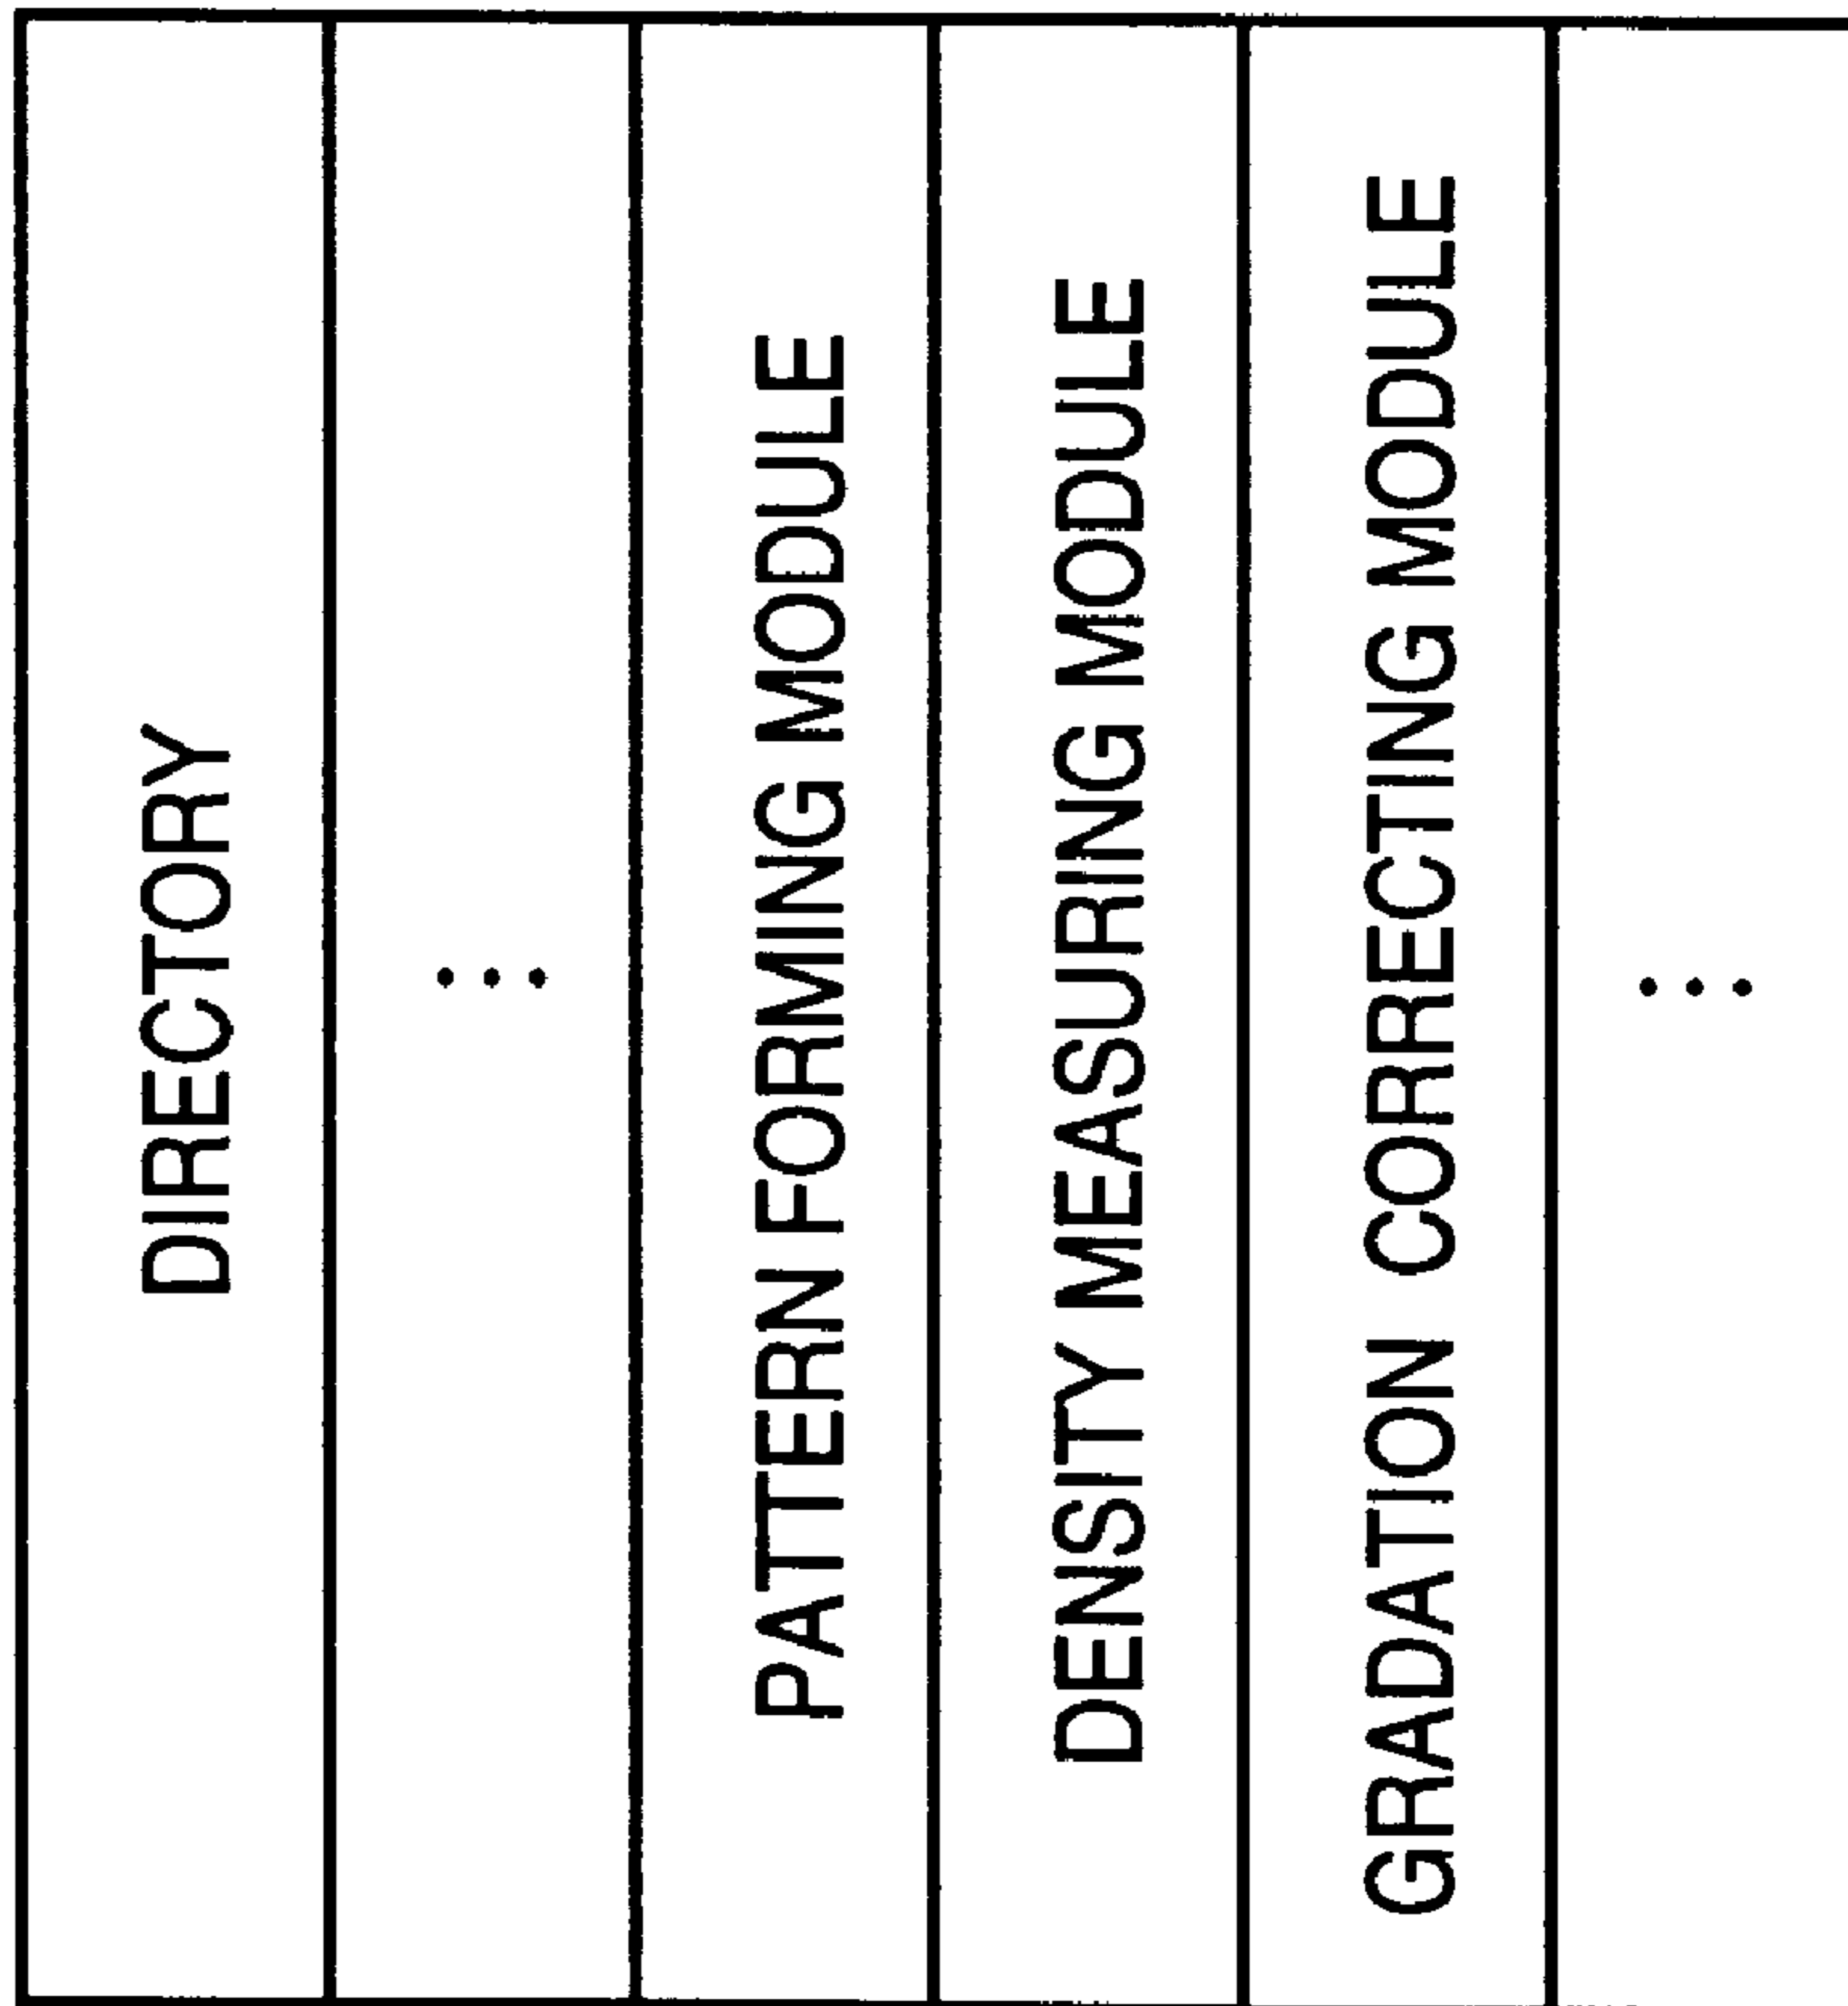 DIRECTORY
...
PATTERN FORMING MODULE
DENSITY MEASURING MODULE
GRADATION CORRECTING MODULE
...